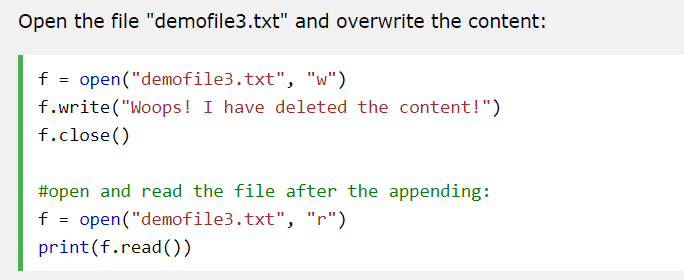 Open the file "demofile3.txt" and overwrite the content:
f = open("demofile3.txt", "w")
f.write("Woops! I have deleted the content!")
f.close()
#open and read the file after the appending:
f = open("demofile3.txt", "r")
print(f.read())